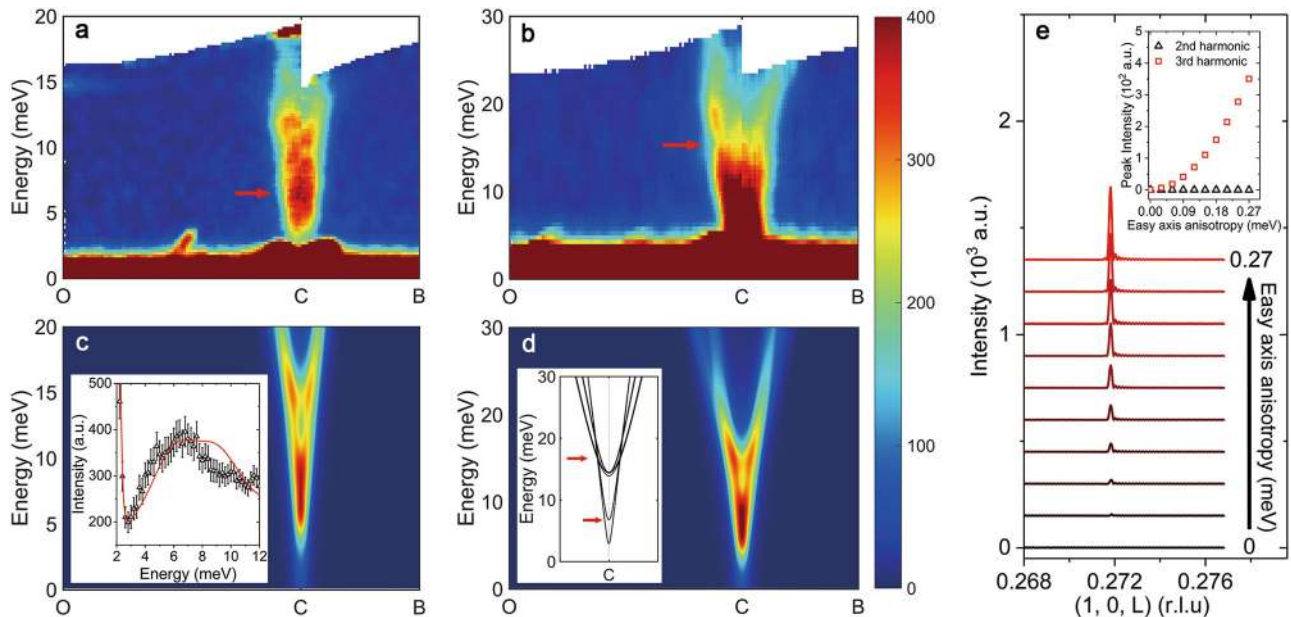 a
Energy (meV)
20
15
10
5
0
O
C
B
b
Energy (meV)
30
20
10
0
O
C
B
400
300
200
100
0
c
Energy (meV)
20
15
10
5
0
O
C
B
Intensity (a.u.)
500
400
300
200
2
4
6
8
10
12
Energy (meV)
d
Energy (meV)
30
20
10
0
O
C
B
Energy (meV)
30
20
10
0
C
e
Intensity (10³ a.u.)
2
1
0
0.268
0.272
0.276
(1, 0, L) (r.l.u)
Peak Intensity (10² a.u.)
5
4
3
2
1
0
2nd harmonic
3rd harmonic
0.00
0.09
0.18
0.27
Easy axis anisotropy (meV)
0.27
Easy axis anisotropy (meV)
0